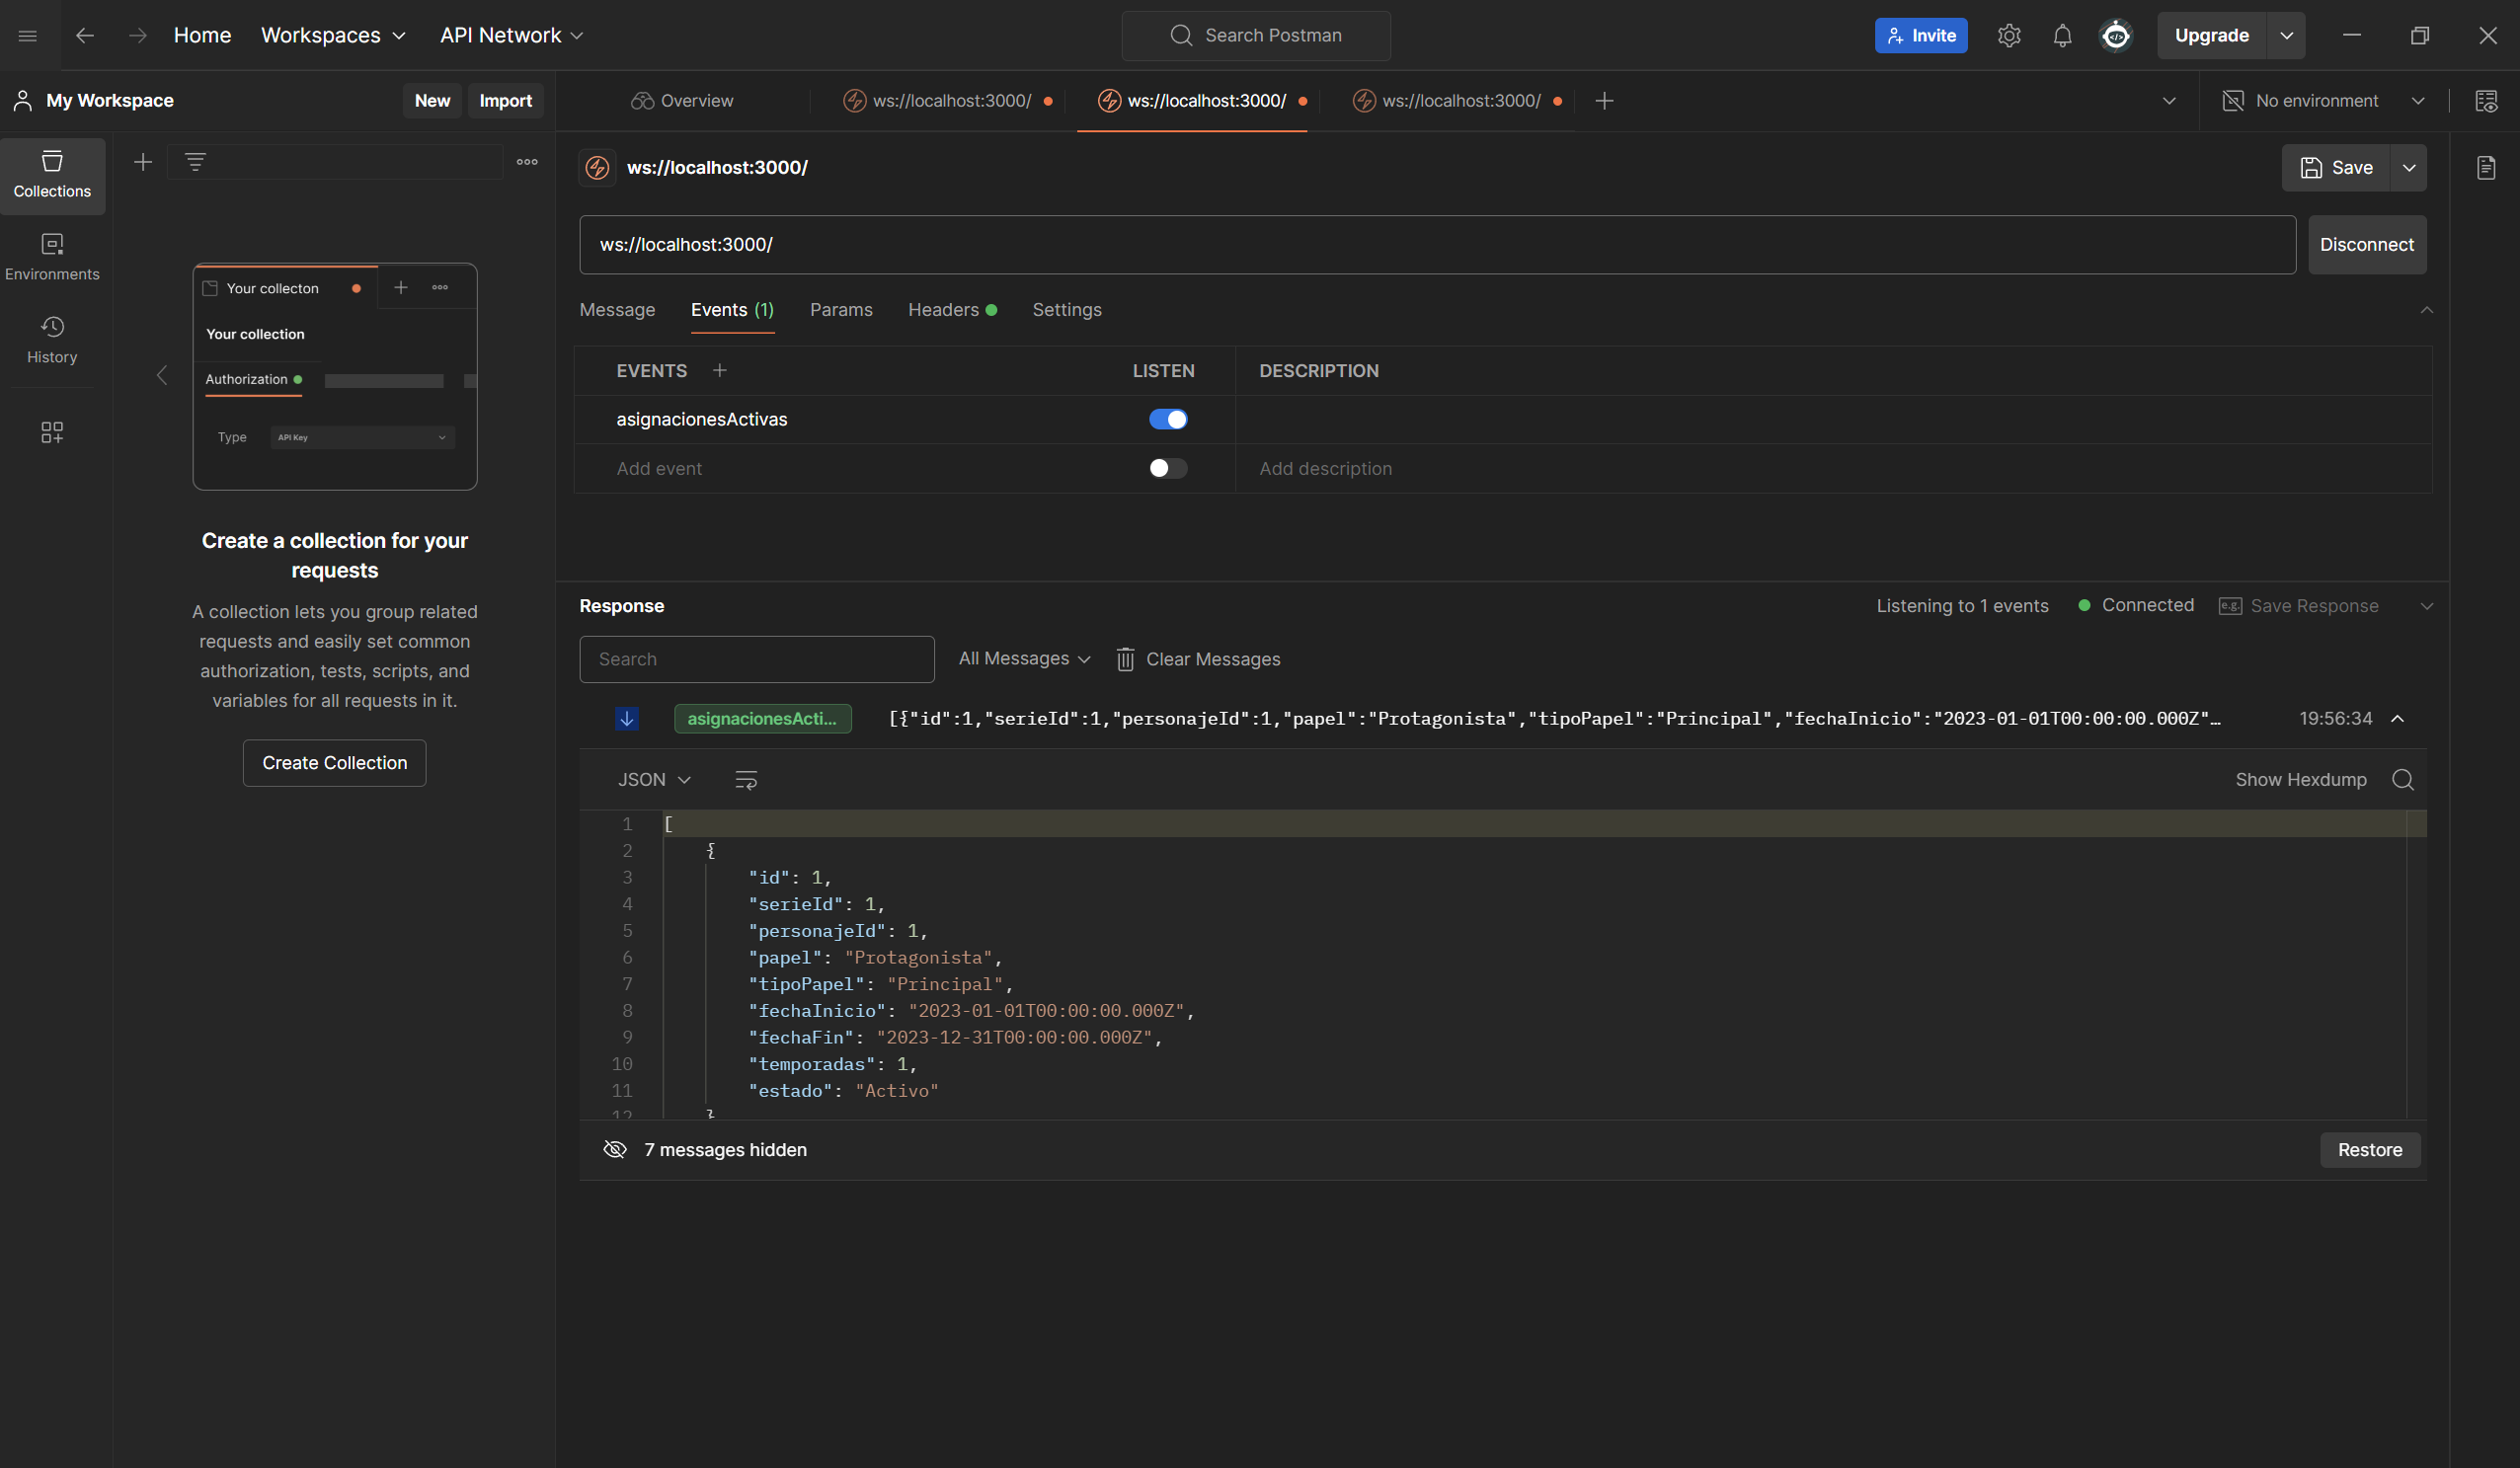 Home Workspaces API Network Search Postman Invite Upgrade
My Workspace New Import Overview ws://localhost:3000/ ws://localhost:3000/ ws://localhost:3000/ No environment
Collections
Environments
History
Your collecton
Your collection
Authorization
Type API Key
Create a collection for your
requests
A collection lets you group related
requests and easily set common
authorization, tests, scripts, and
variables for all requests in it.
Create Collection
ws://localhost:3000/ Save
ws://localhost:3000/ Disconnect
Message Events (1) Params Headers Settings
EVENTS LISTEN DESCRIPTION
asignacionesActivas
Add event Add description
Response Listening to 1 events Connected e.g. Save Response
Search All Messages Clear Messages
asignacionesActi... [{"id":1,"serieId":1,"personajeId":1,"papel":"Protagonista","tipoPapel":"Principal","fechaInicio":"2023-01-01T00:00:00.000Z"… 19:56:34
JSON Show Hexdump
1 [
2 {
3 "id": 1,
4 "serieId": 1,
5 "personajeId": 1,
6 "papel": "Protagonista",
7 "tipoPapel": "Principal",
8 "fechaInicio": "2023-01-01T00:00:00.000Z",
9 "fechaFin": "2023-12-31T00:00:00.000Z",
10 "temporadas": 1,
11 "estado": "Activo"
12 }
7 messages hidden Restore